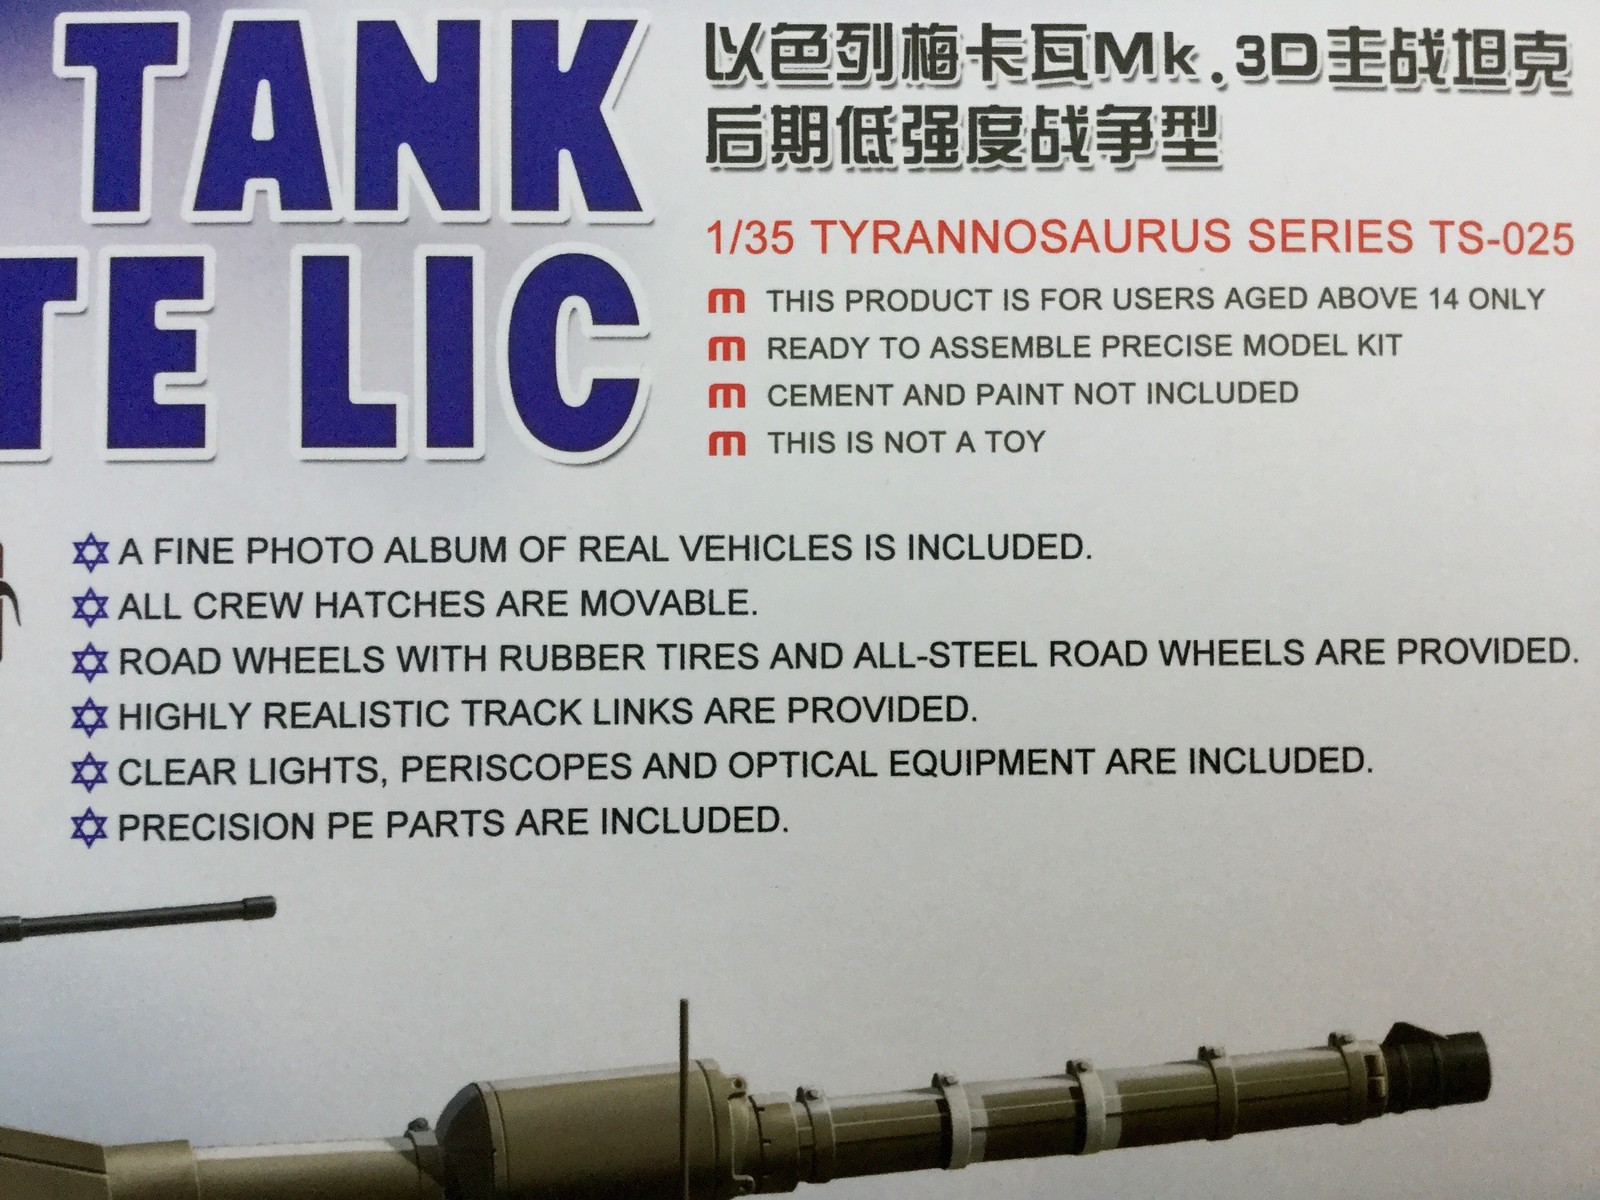 TANK
TE LIC
以色列梅卡瓦Mk.3D主战坦克
后期低强度战争型
1/35 TYRANNOSAURUS SERIES TS-025
THIS PRODUCT IS FOR USERS AGED ABOVE 14 ONLY
READY TO ASSEMBLE PRECISE MODEL KIT
CEMENT AND PAINT NOT INCLUDED
THIS IS NOT A TOY
A FINE PHOTO ALBUM OF REAL VEHICLES IS INCLUDED.
ALL CREW HATCHES ARE MOVABLE.
ROAD WHEELS WITH RUBBER TIRES AND ALL-STEEL ROAD WHEELS ARE PROVIDED.
HIGHLY REALISTIC TRACK LINKS ARE PROVIDED.
CLEAR LIGHTS, PERISCOPES AND OPTICAL EQUIPMENT ARE INCLUDED.
PRECISION PE PARTS ARE INCLUDED.